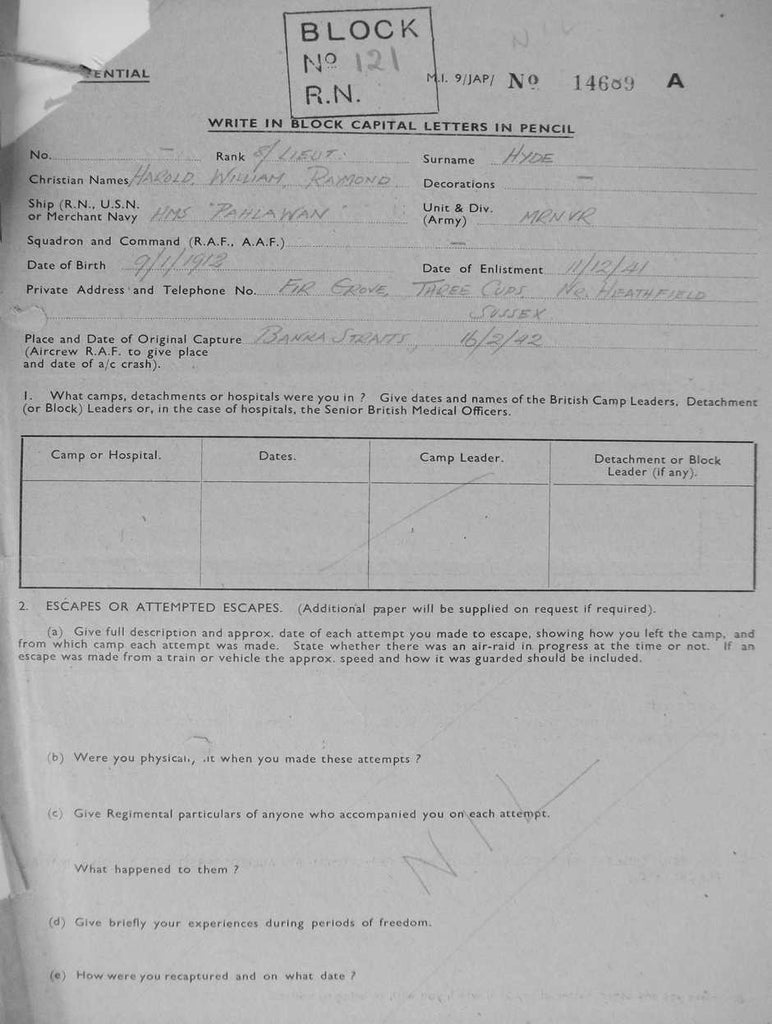 BLOCK
No 121
R.N.
ENTIAL
M.I. 9/JAP/ No 14689 A
WRITE IN BLOCK CAPITAL LETTERS IN PENCIL
No. — Rank S/LIEUT. Surname HYDE
Christian Names HAROLD, WILLIAM, RAYMOND Decorations —
Ship (R.N., U.S.N. or Merchant Navy HMS "PAHLAWAN" Unit & Div. (Army) MRNVR
Squadron and Command (R.A.F., A.A.F.) —
Date of Birth 9/1/1912 Date of Enlistment 11/12/41
Private Address and Telephone No. FIR GROVE, THREE CUPS, Nr. HEATHFIELD
SUSSEX
Place and Date of Original Capture BANKA STRAITS, 16/2/42
(Aircrew R.A.F. to give place
and date of a/c crash).
1. What camps, detachments or hospitals were you in ? Give dates and names of the British Camp Leaders, Detachment
(or Block) Leaders or, in the case of hospitals, the Senior British Medical Officers.
Camp or Hospital. Dates. Camp Leader. Detachment or Block
Leader (if any).
2. ESCAPES OR ATTEMPTED ESCAPES. (Additional paper will be supplied on request if required).
(a) Give full description and approx. date of each attempt you made to escape, showing how you left the camp, and
from which camp each attempt was made. State whether there was an air-raid in progress at the time or not. If an
escape was made from a train or vehicle the approx. speed and how it was guarded should be included.
(b) Were you physical, .it when you made these attempts ?
(c) Give Regimental particulars of anyone who accompanied you on each attempt.
NIL
What happened to them ?
(d) Give briefly your experiences during periods of freedom.
(e) How were you recaptured and on what date ?